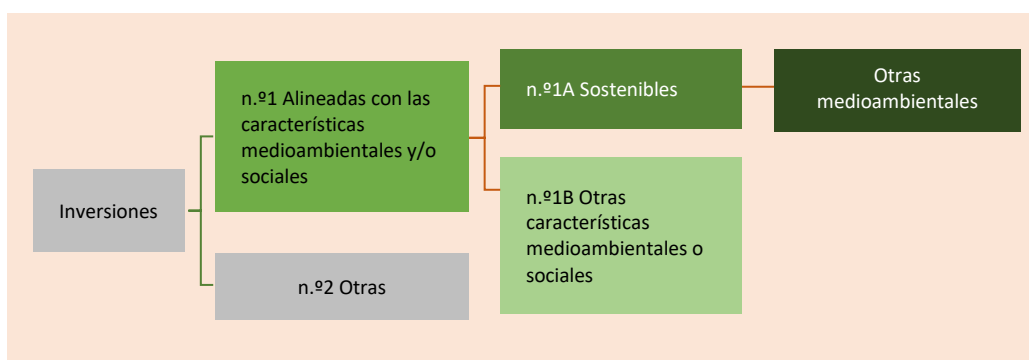 Inversiones
n.º1 Alineadas con las
características
medioambientales y/o
sociales
n.º2 Otras
n.º1A Sostenibles
n.º1B Otras
características
medioambientales o
sociales
Otras
medioambientales